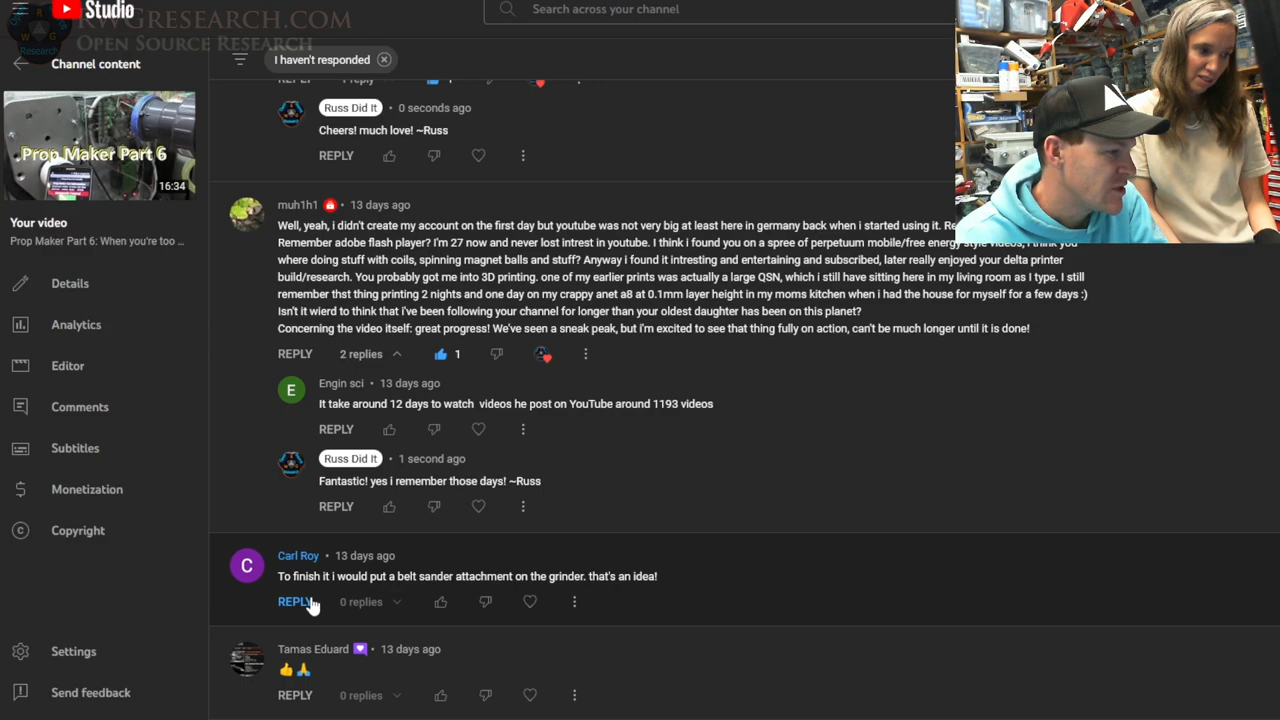 RWGRESEARCH.COM
Open Source Research
R
W G
Research
Studio
Search across your channel
Channel content
I haven't responded
REPLY
1
Prop Maker Part 6
16:34
Your video
Prop Maker Part 6: When you're too ...
Details
Analytics
Editor
Comments
Subtitles
Monetization
Copyright
Settings
Send feedback
Russ Did It • 0 seconds ago
Cheers! much love! ~Russ
REPLY
muh1h1 • 13 days ago
Well, yeah, i didn't create my account on the first day but youtube was not very big at least here in germany back when i started using it.
Remember adobe flash player? I'm 27 now and never lost intrest in youtube. I think i found you on a spree of perpetuum mobile/free energy style videos, i think you
where doing stuff with coils, spinning magnet balls and stuff? Anyway i found it intresting and entertaining and subscribed, later really enjoyed your delta printer
build/research. You probably got me into 3D printing. one of my earlier prints was actually a large QSN, which i still have sitting here in my living room as I type. I still
remember thst thing printing 2 nights and one day on my crappy anet a8 at 0.1mm layer height in my moms kitchen when i had the house for myself for a few days :)
Isn't it wierd to think that i've been following your channel for longer than your oldest daughter has been on this planet?
Concerning the video itself: great progress! We've seen a sneak peak, but i'm excited to see that thing fully on action, can't be much longer until it is done!
REPLY 2 replies 1
E
Engin sci • 13 days ago
It take around 12 days to watch videos he post on YouTube around 1193 videos
REPLY
Russ Did It • 1 second ago
Fantastic! yes i remember those days! ~Russ
REPLY
C
Carl Roy • 13 days ago
To finish it i would put a belt sander attachment on the grinder. that's an idea!
REPLY 0 replies
Tamas Eduard • 13 days ago
👍🙏
REPLY 0 replies